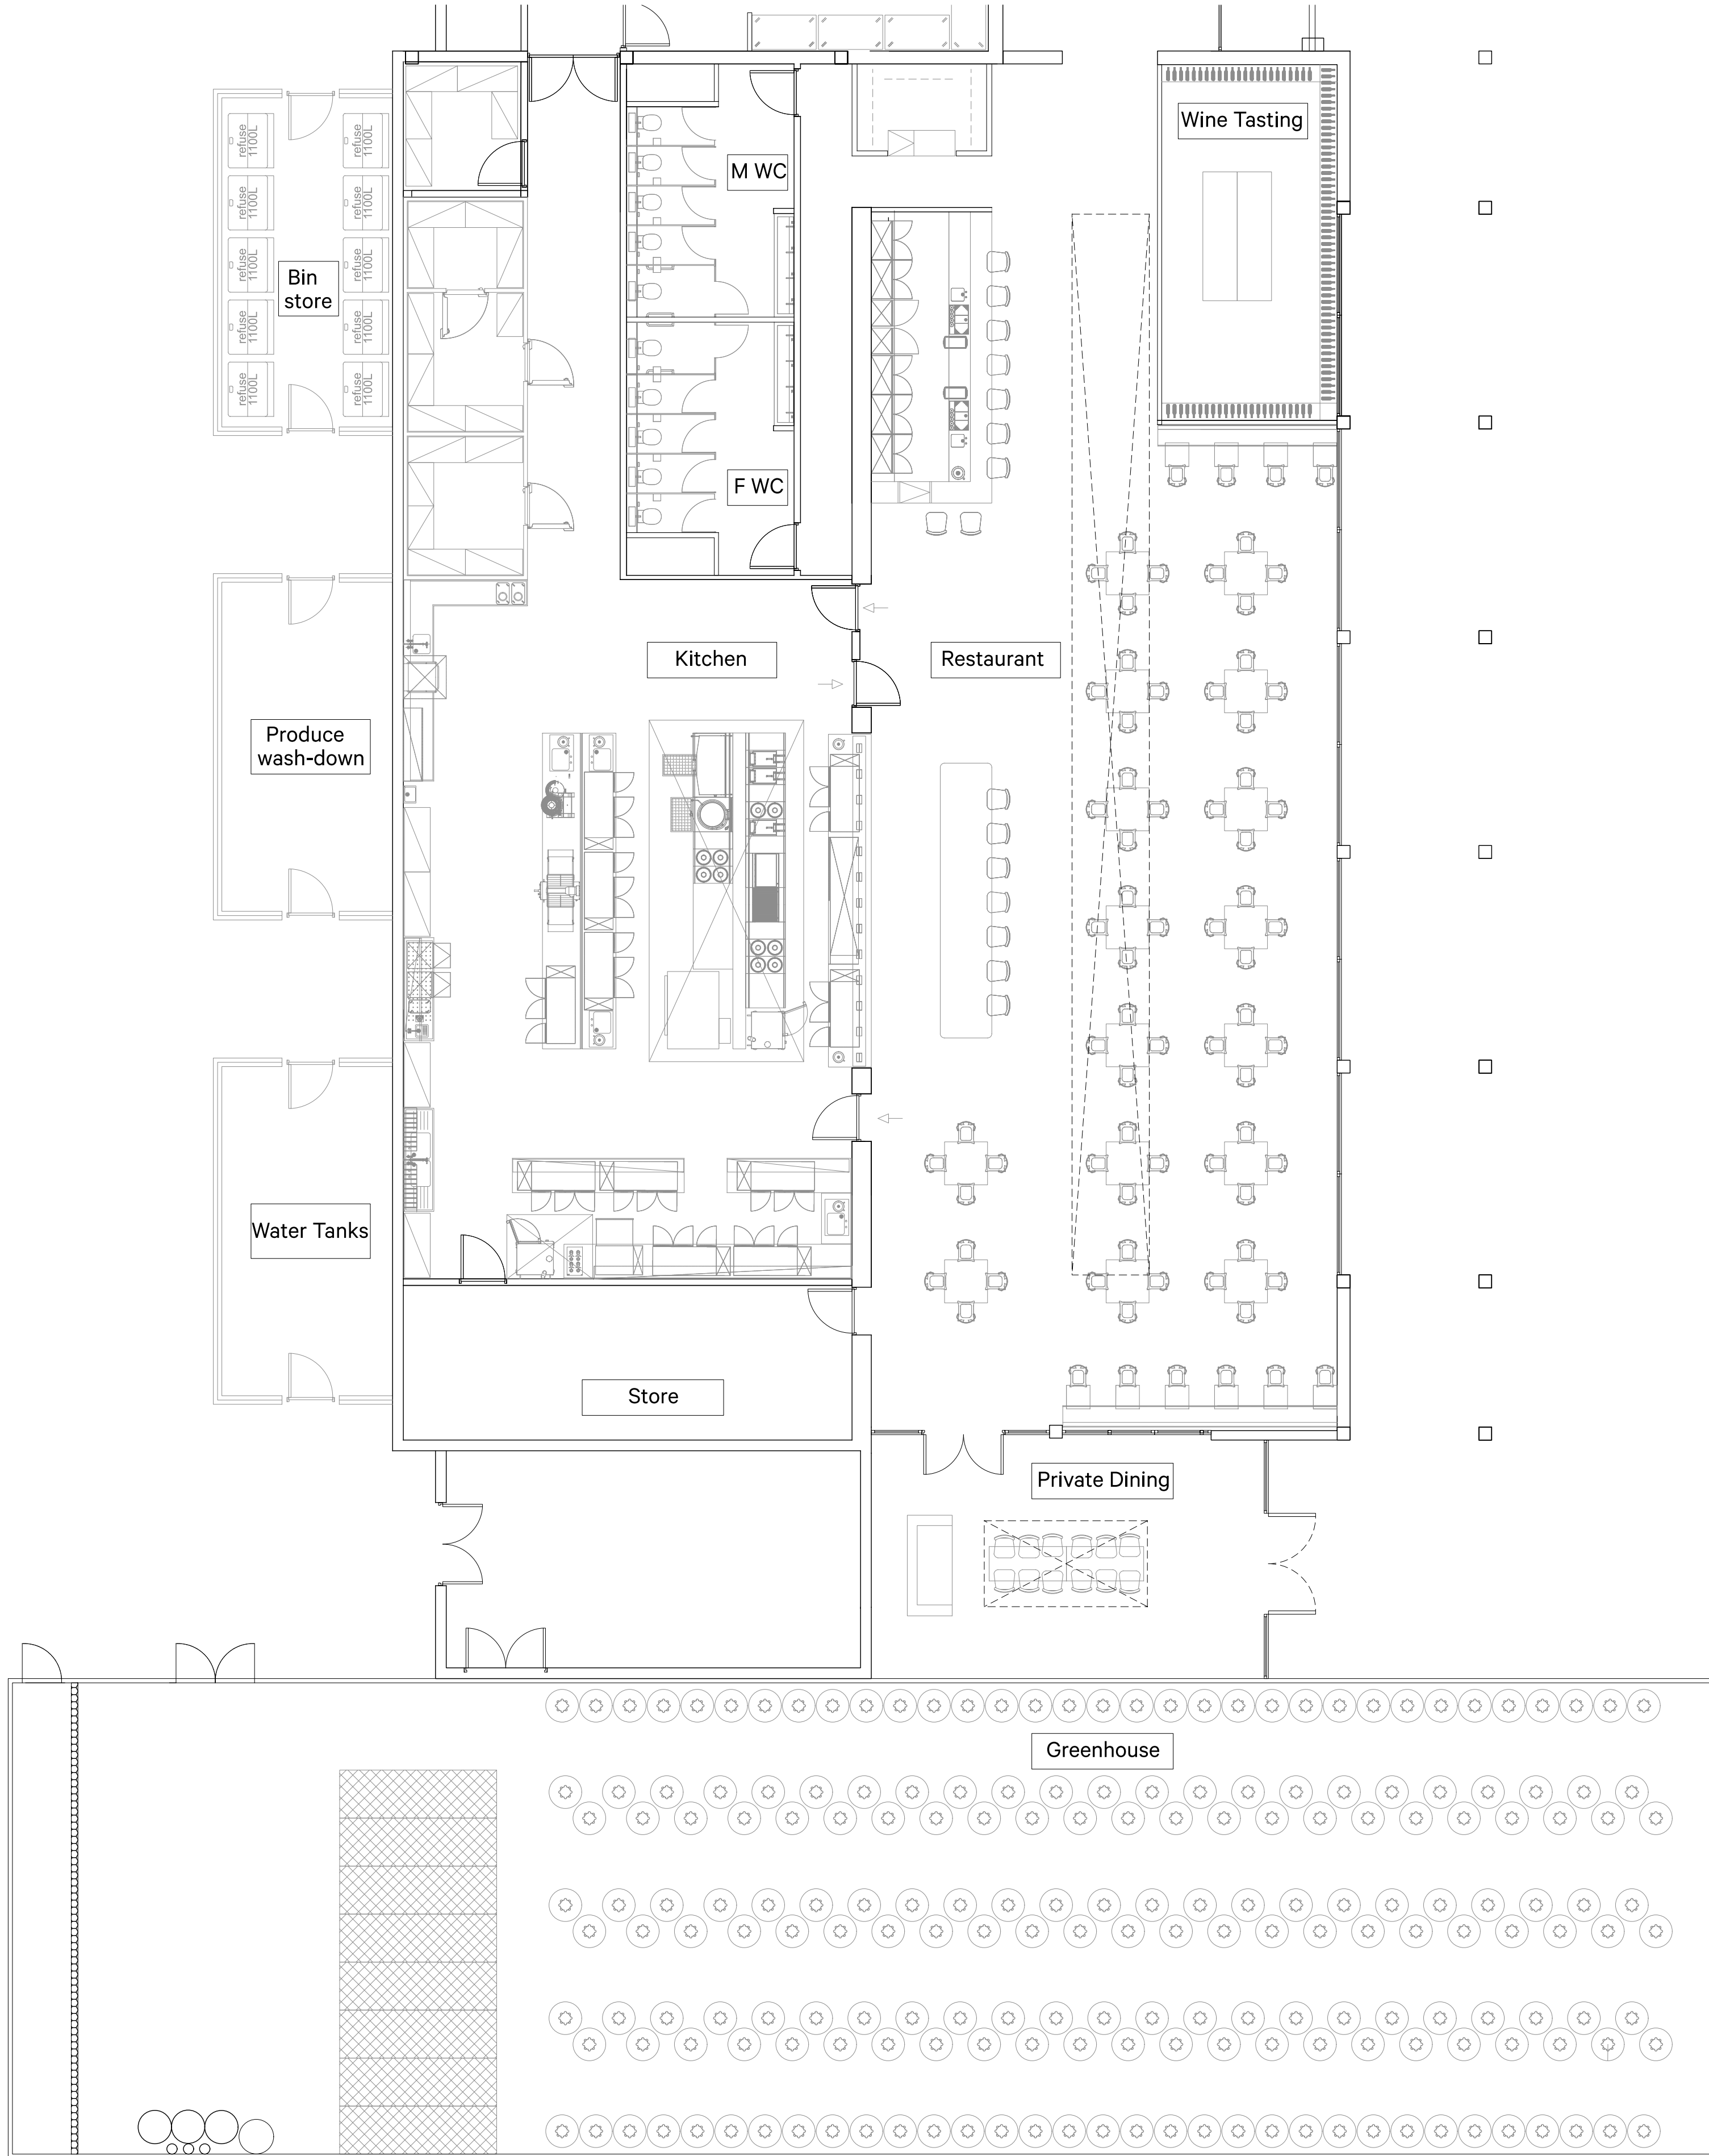 Wine Tasting
M WC
refuse
1100L
refuse
1100L
refuse
1100L
refuse
1100L
Bin
store
refuse
1100L
refuse
1100L
refuse
1100L
refuse
1100L
refuse
1100L
refuse
1100L
F WC
Kitchen
Restaurant
Produce
wash-down
Water Tanks
Store
Private Dining
Greenhouse